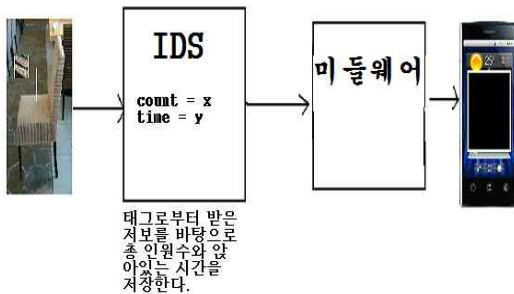 IDS
count = x
time = y
미들웨어
태그로부터 받은
저보를 바탕으로
총 인원수와 앉
아있는 시간을
저장한다.